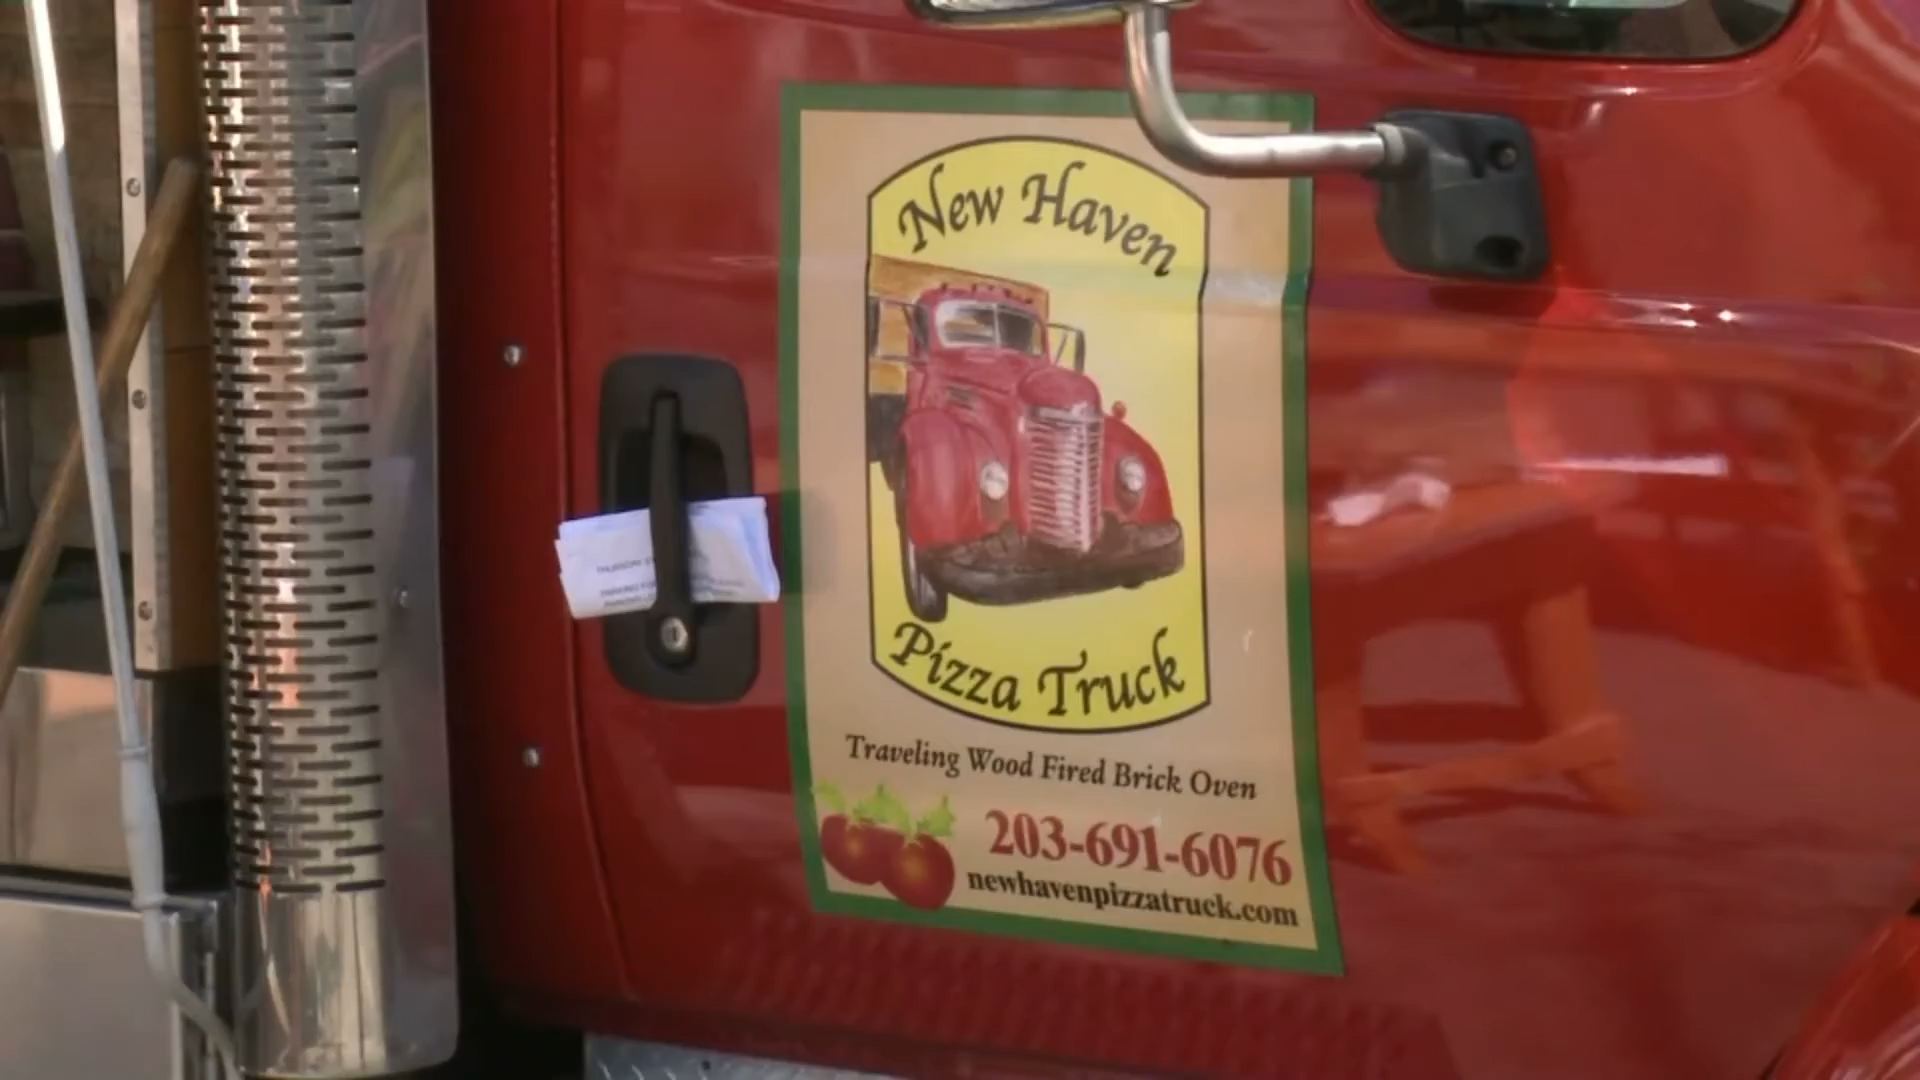 New Haven
Pizza Truck
Traveling Wood Fired Brick Oven
203-691-6076
newhavenpizzatruck.com